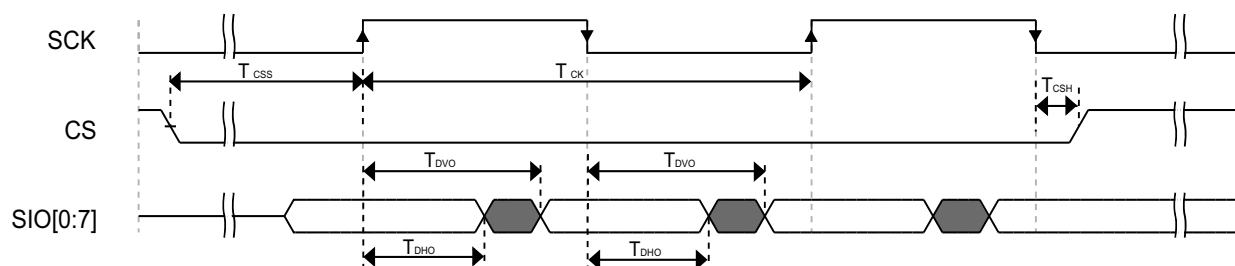 SCK
T CSS
T CK
T CSH
CS
T DVO
T DVO
SIO[0:7]
T DHO
T DHO